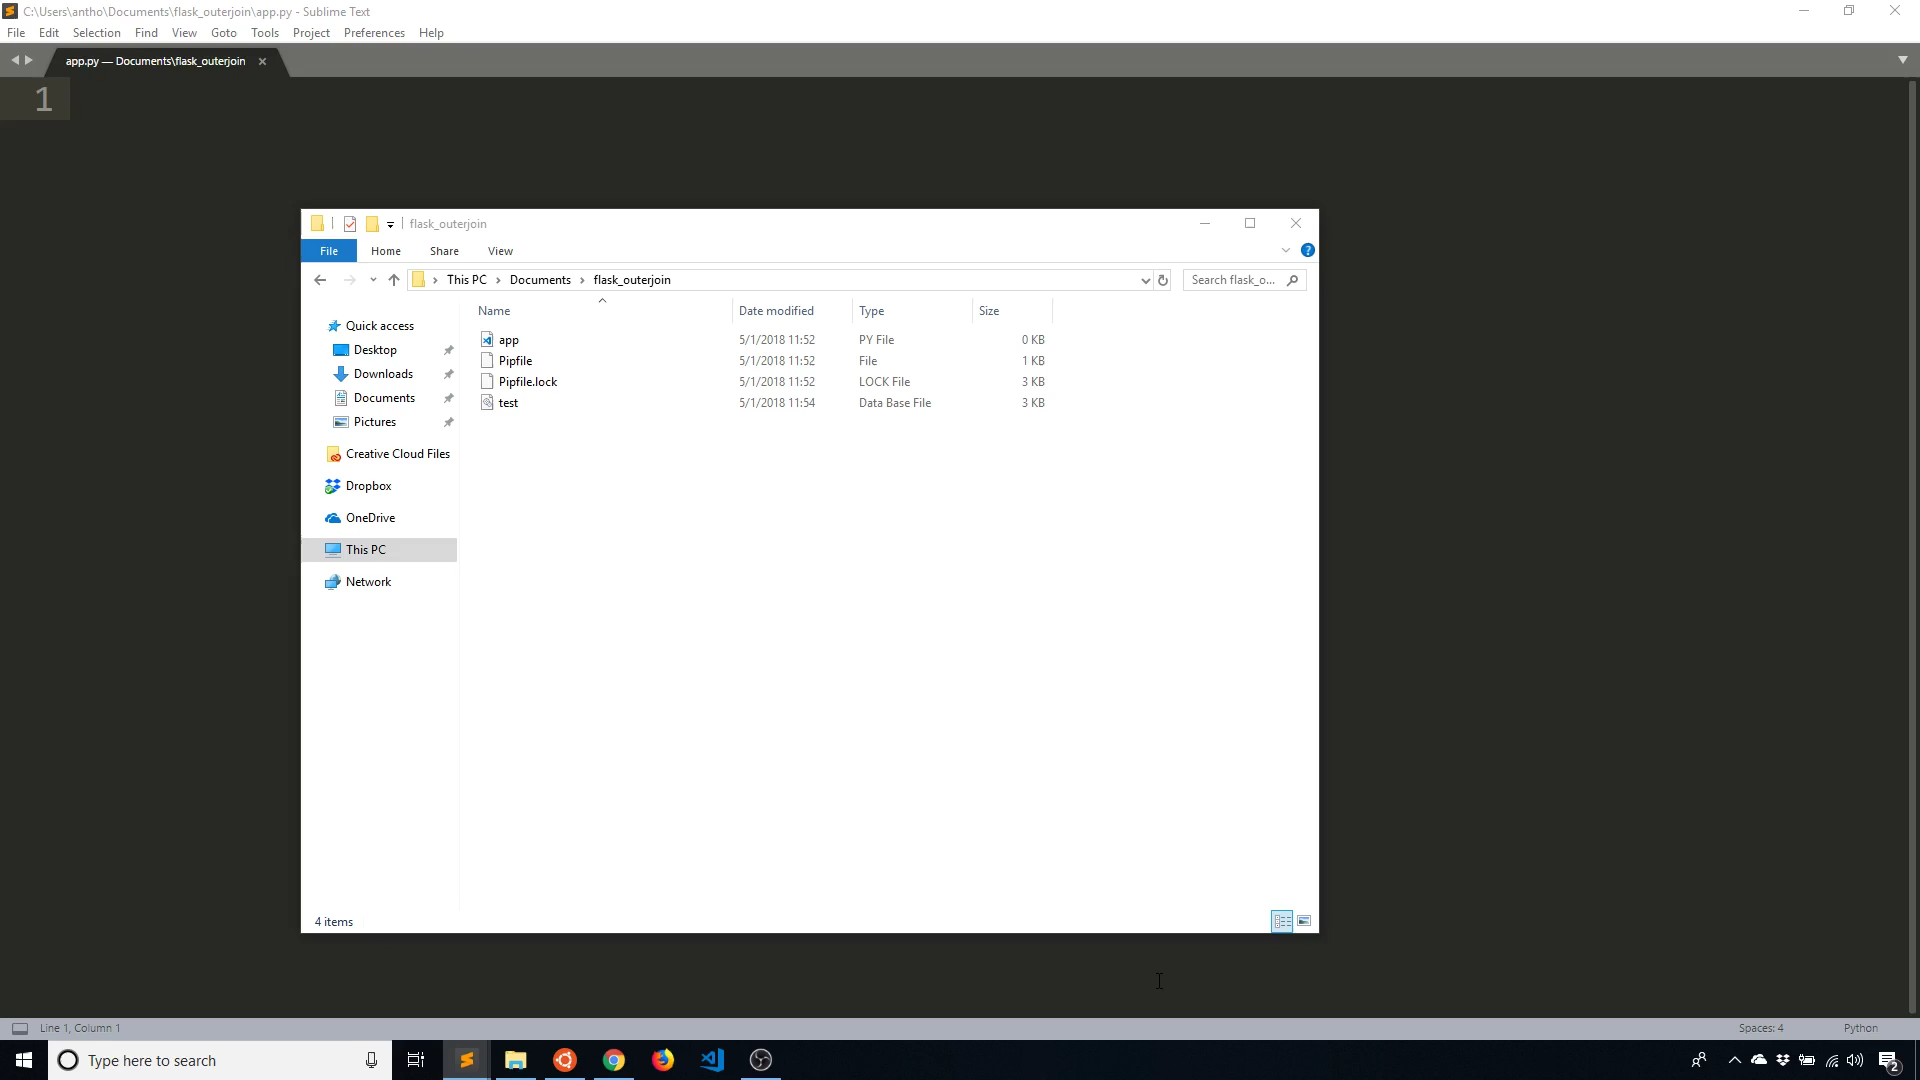 C:\Users\antho\Documents\flask_outerjoin\app.py - Sublime Text
File Edit Selection Find View Goto Tools Project Preferences Help
app.py — Documents\flask_outerjoin
1
flask_outerjoin
File Home Share View
This PC Documents flask_outerjoin Search flask_o...
Name Date modified Type Size
Quick access
Desktop
Downloads
Documents
Pictures
Creative Cloud Files
Dropbox
OneDrive
This PC
Network
app 5/1/2018 11:52 PY File 0 KB
Pipfile 5/1/2018 11:52 File 1 KB
Pipfile.lock 5/1/2018 11:52 LOCK File 3 KB
test 5/1/2018 11:54 Data Base File 3 KB
4 items
Line 1, Column 1 Spaces: 4 Python
Type here to search 2